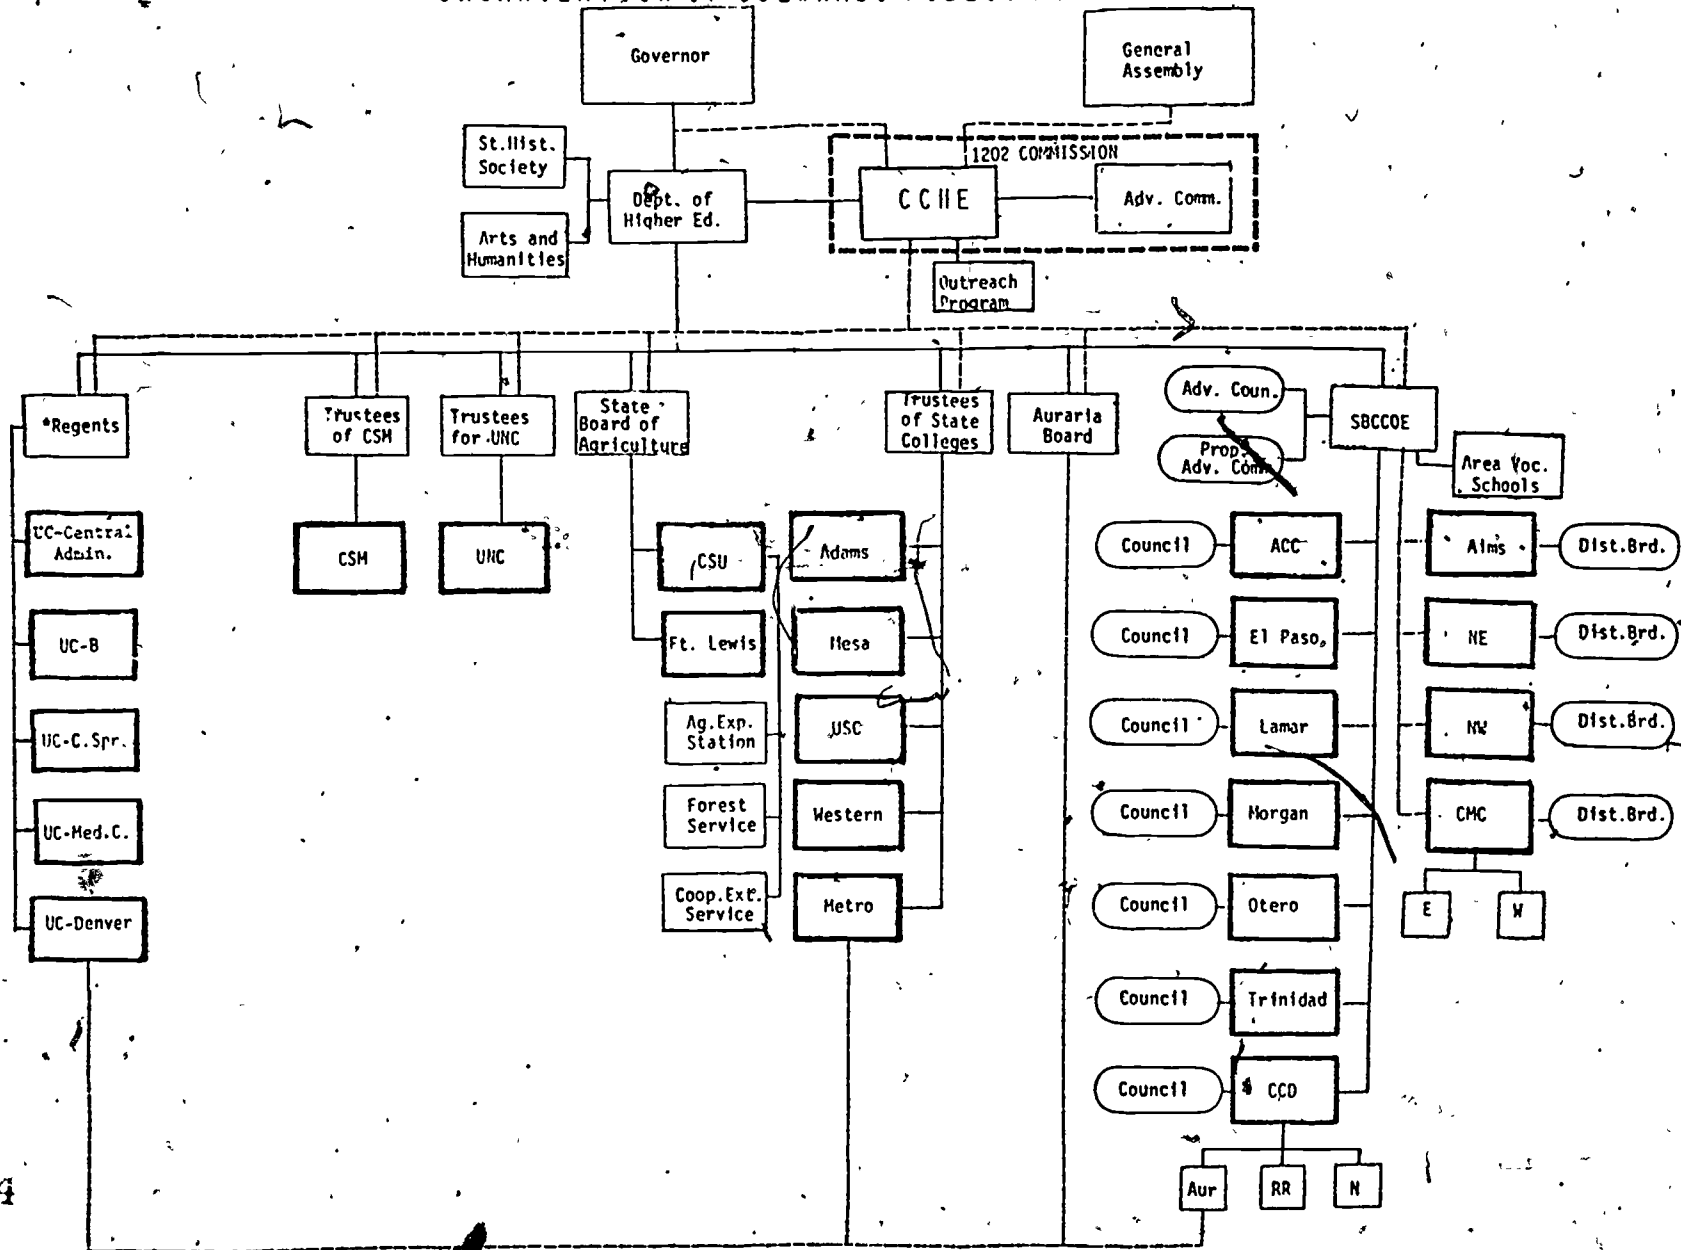 Governor
General
Assembly
St.Hist.
Society
1202 COMMISSION
Dept. of
Higher Ed.
CCHE
Adv. Comm.
Arts and
Humanities
Outreach
Program
*Regents
Trustees
of CSM
Trustees
for UNC
State
Board of
Agriculture
Trustees
of State
Colleges
Auraria
Board
Adv. Coun.
Prop.
Adv. Comm.
SBCCOE
Area Voc.
Schools
UC-Central
Admin.
CSM
UNC
CSU
Adams
Council
ACC
Aims
Dist.Brd.
UC-B
Ft. Lewis
Mesa
Council
El Paso
NE
Dist.Brd.
UC-C.Spr.
Ag.Exp.
Station
USC
Council
Lamar
NW
Dist.Brd.
UC-Med.C.
Forest
Service
Western
Council
Morgan
CMC
Dist.Brd.
UC-Denver
Coop.Ext.
Service
Metro
Council
Otero
E
W
Council
Trinidad
Council
CCD
Aur
RR
N